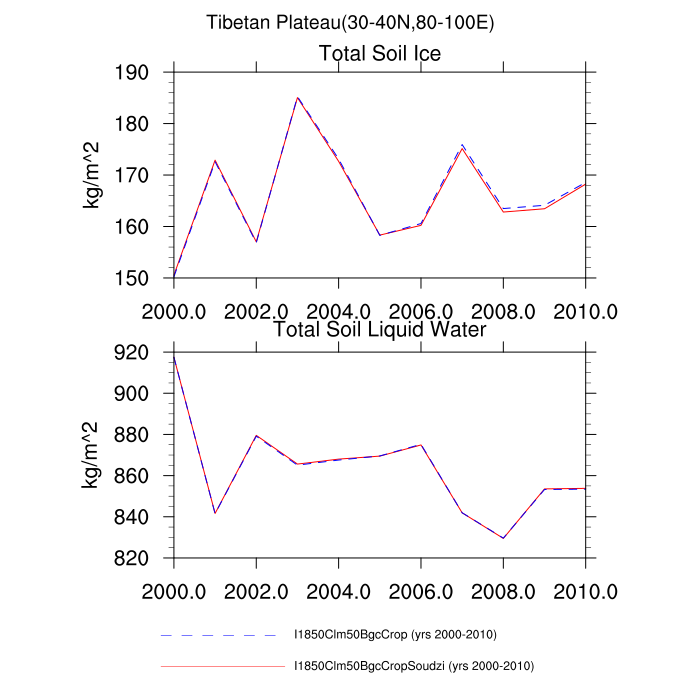 Tibetan Plateau(30-40N,80-100E)
Total Soil Ice
190
180
170
160
150
kg/m^2
2000.0 2002.0 2004.0 2006.0 2008.0 2010.0
Total Soil Liquid Water
920
900
880
860
840
820
kg/m^2
2000.0 2002.0 2004.0 2006.0 2008.0 2010.0
I1850Clm50BgcCrop (yrs 2000-2010)
I1850Clm50BgcCropSoudzi (yrs 2000-2010)